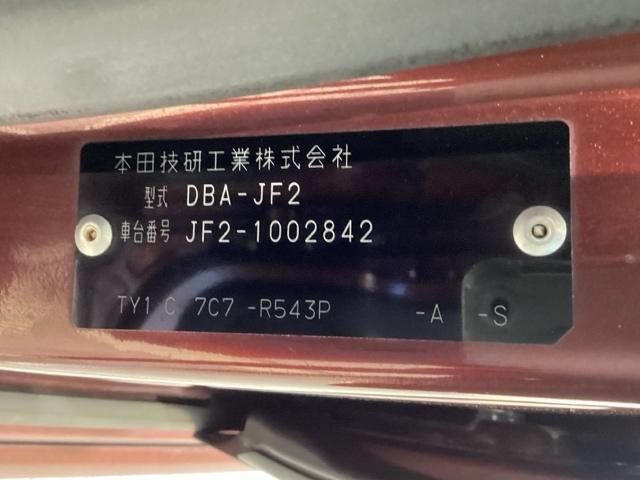 本田技研工業株式会社
型式 DBA-JF2
車台番号 JF2-1002842
TY1 C 7C7 -R543P -A -S